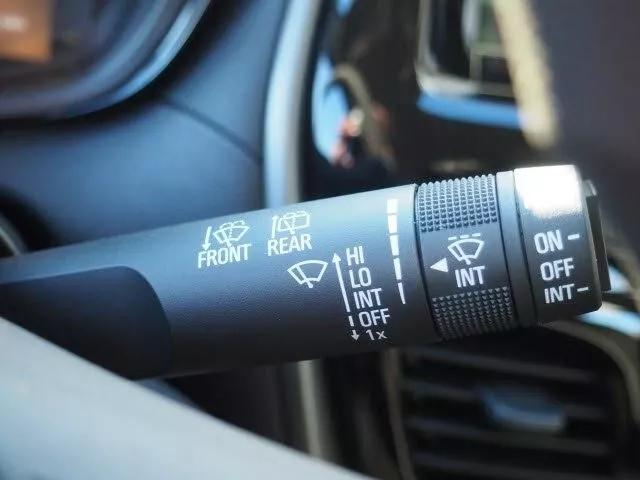 FRONT
REAR
HI
LO
INT
OFF
1x
INT
ON
OFF
INT